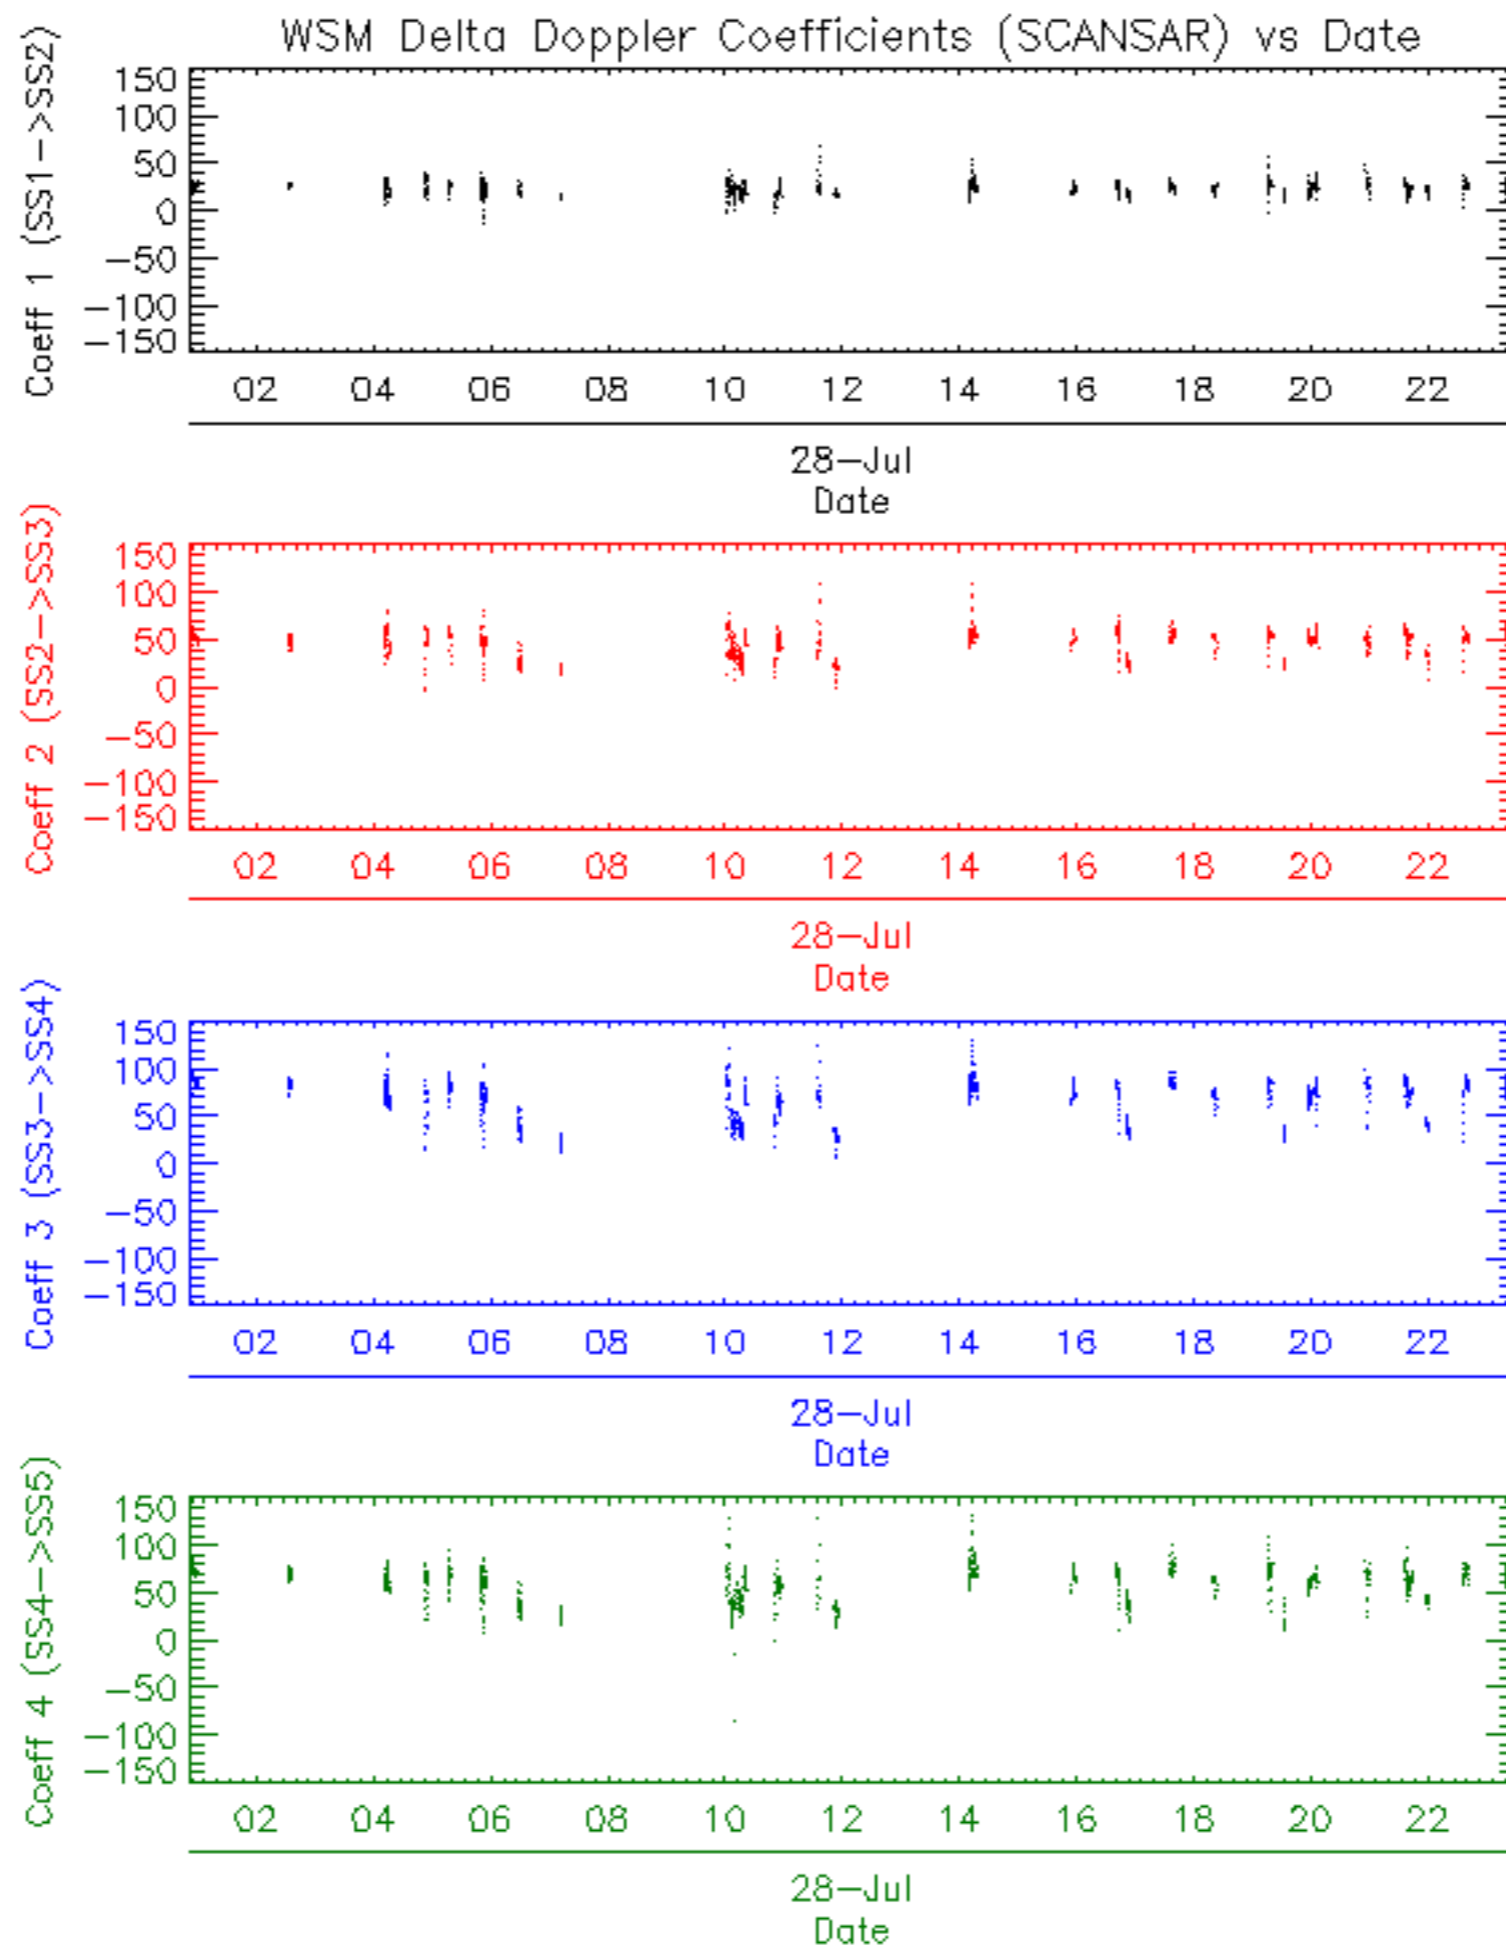 WSM Delta Doppler Coefficients (SCANSAR) vs Date
Coeff 1 (SS1->SS2)
150
100
50
0
-50
-100
-150
02 04 06 08 10 12 14 16 18 20 22
28-Jul
Date
Coeff 2 (SS2->SS3)
150
100
50
0
-50
-100
-150
02 04 06 08 10 12 14 16 18 20 22
28-Jul
Date
Coeff 3 (SS3->SS4)
150
100
50
0
-50
-100
-150
02 04 06 08 10 12 14 16 18 20 22
28-Jul
Date
Coeff 4 (SS4->SS5)
150
100
50
0
-50
-100
-150
02 04 06 08 10 12 14 16 18 20 22
28-Jul
Date